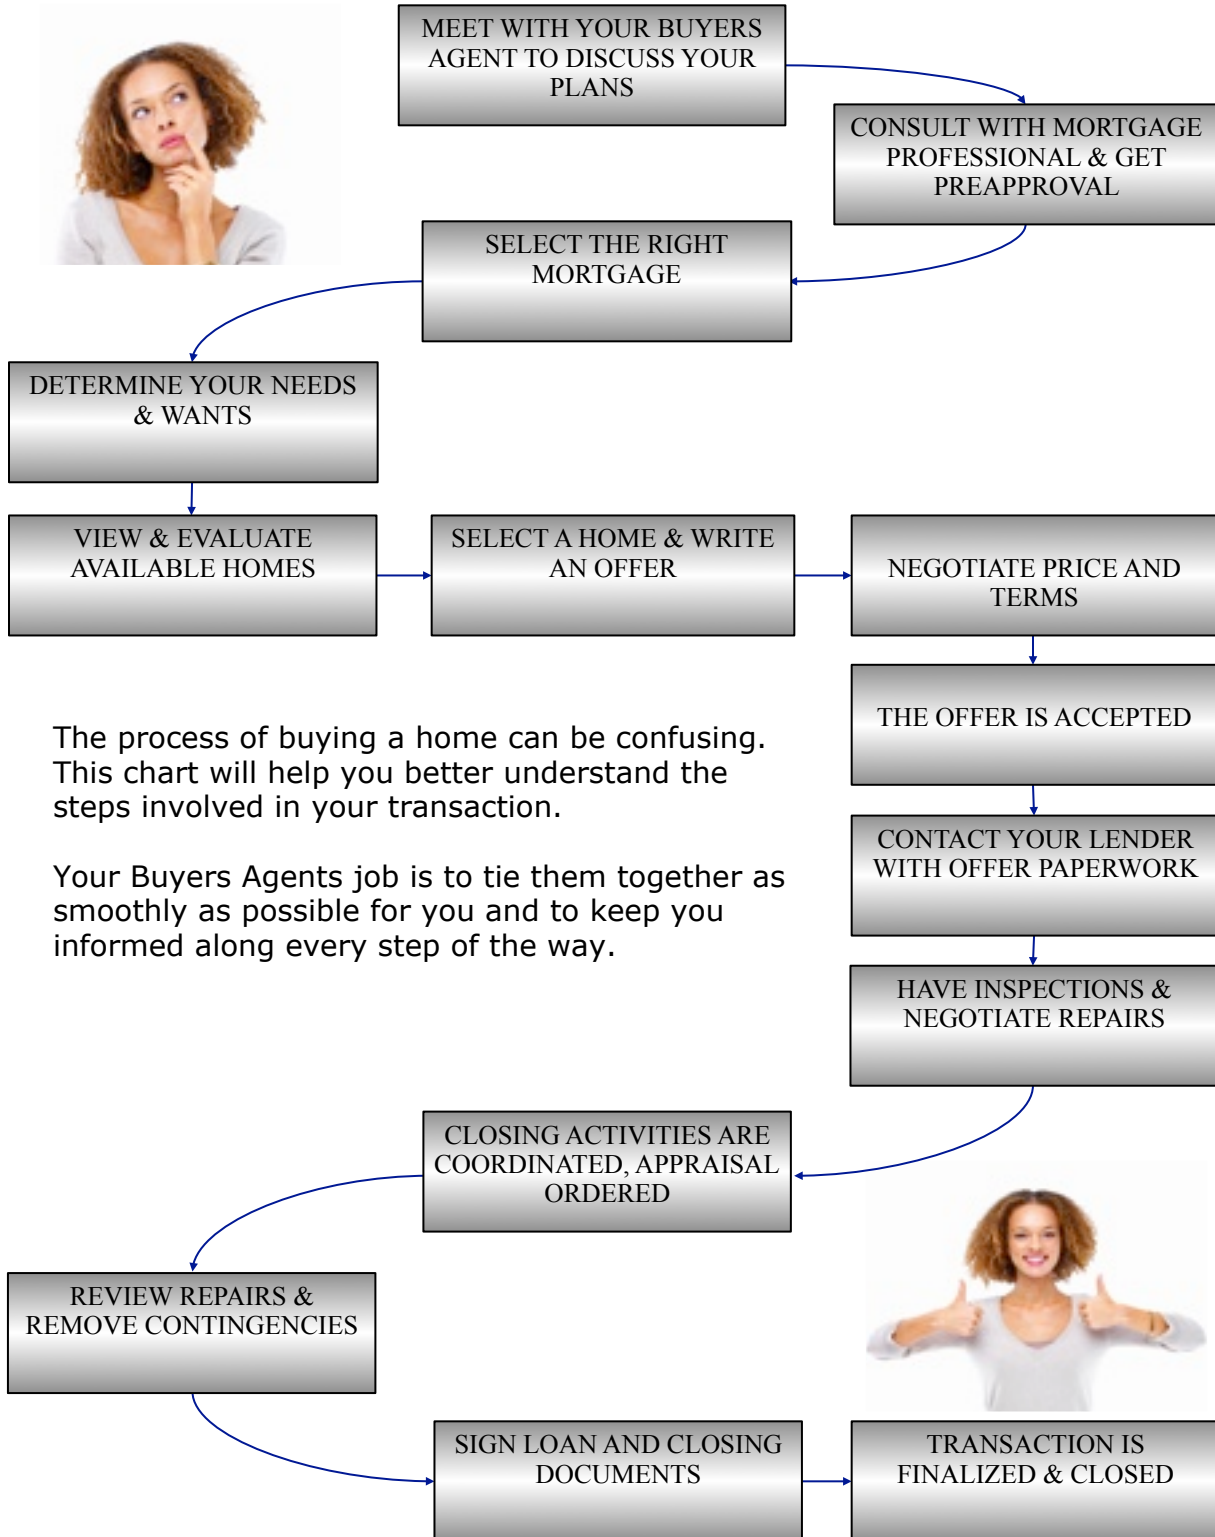 MEET WITH YOUR BUYERS
AGENT TO DISCUSS YOUR
PLANS
CONSULT WITH MORTGAGE
PROFESSIONAL & GET
PREAPPROVAL
SELECT THE RIGHT
MORTGAGE
DETERMINE YOUR NEEDS
& WANTS
VIEW & EVALUATE
AVAILABLE HOMES
SELECT A HOME & WRITE
AN OFFER
NEGOTIATE PRICE AND
TERMS
THE OFFER IS ACCEPTED
The process of buying a home can be confusing.
This chart will help you better understand the
steps involved in your transaction.
Your Buyers Agents job is to tie them together as
smoothly as possible for you and to keep you
informed along every step of the way.
CONTACT YOUR LENDER
WITH OFFER PAPERWORK
HAVE INSPECTIONS &
NEGOTIATE REPAIRS
CLOSING ACTIVITIES ARE
COORDINATED, APPRAISAL
ORDERED
REVIEW REPAIRS &
REMOVE CONTINGENCIES
SIGN LOAN AND CLOSING
DOCUMENTS
TRANSACTION IS
FINALIZED & CLOSED